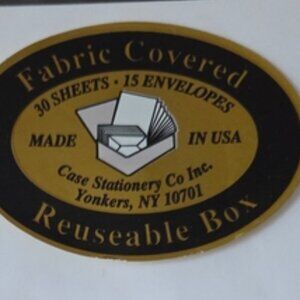 Fabric Covered
30 SHEETS · 15 ENVELOPES
MADE IN USA
Case Stationery Co Inc.
Yonkers, NY 10701
Reuseable Box